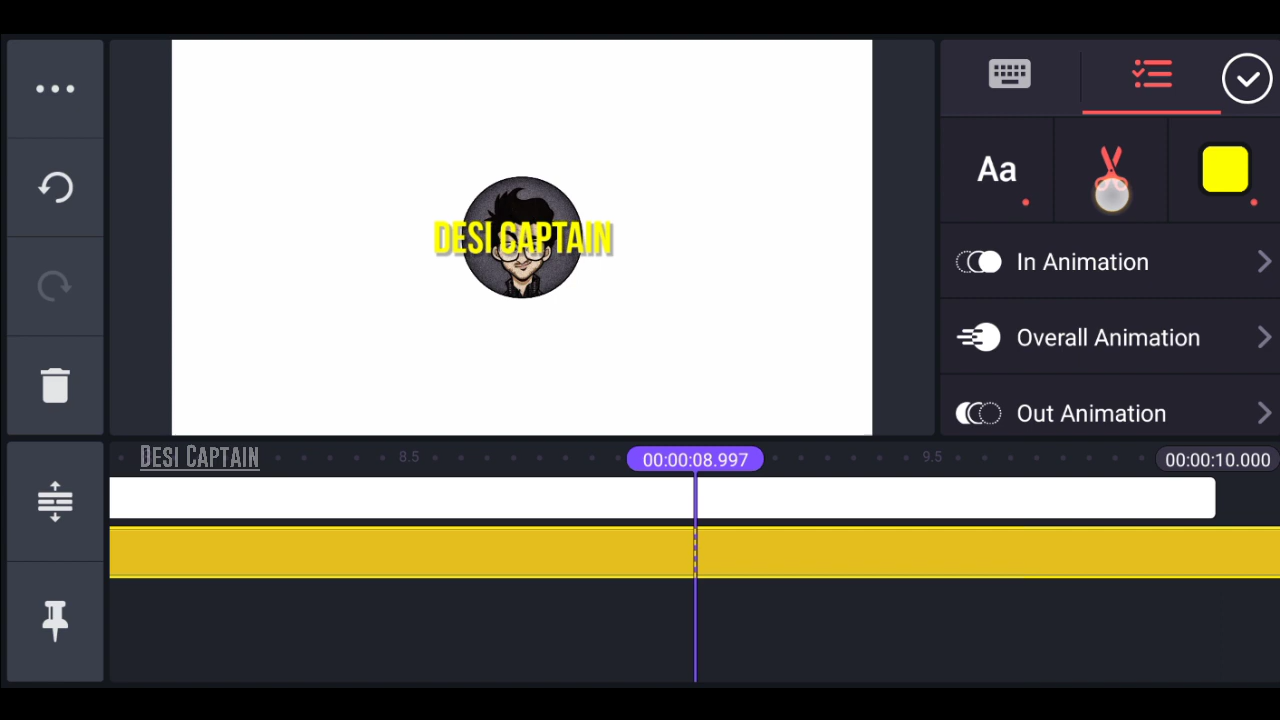 DESI CAPTAIN
Aa
In Animation
Overall Animation
Out Animation
DESI CAPTAIN
8.5
00:00:08.997
9.5
00:00:10.000